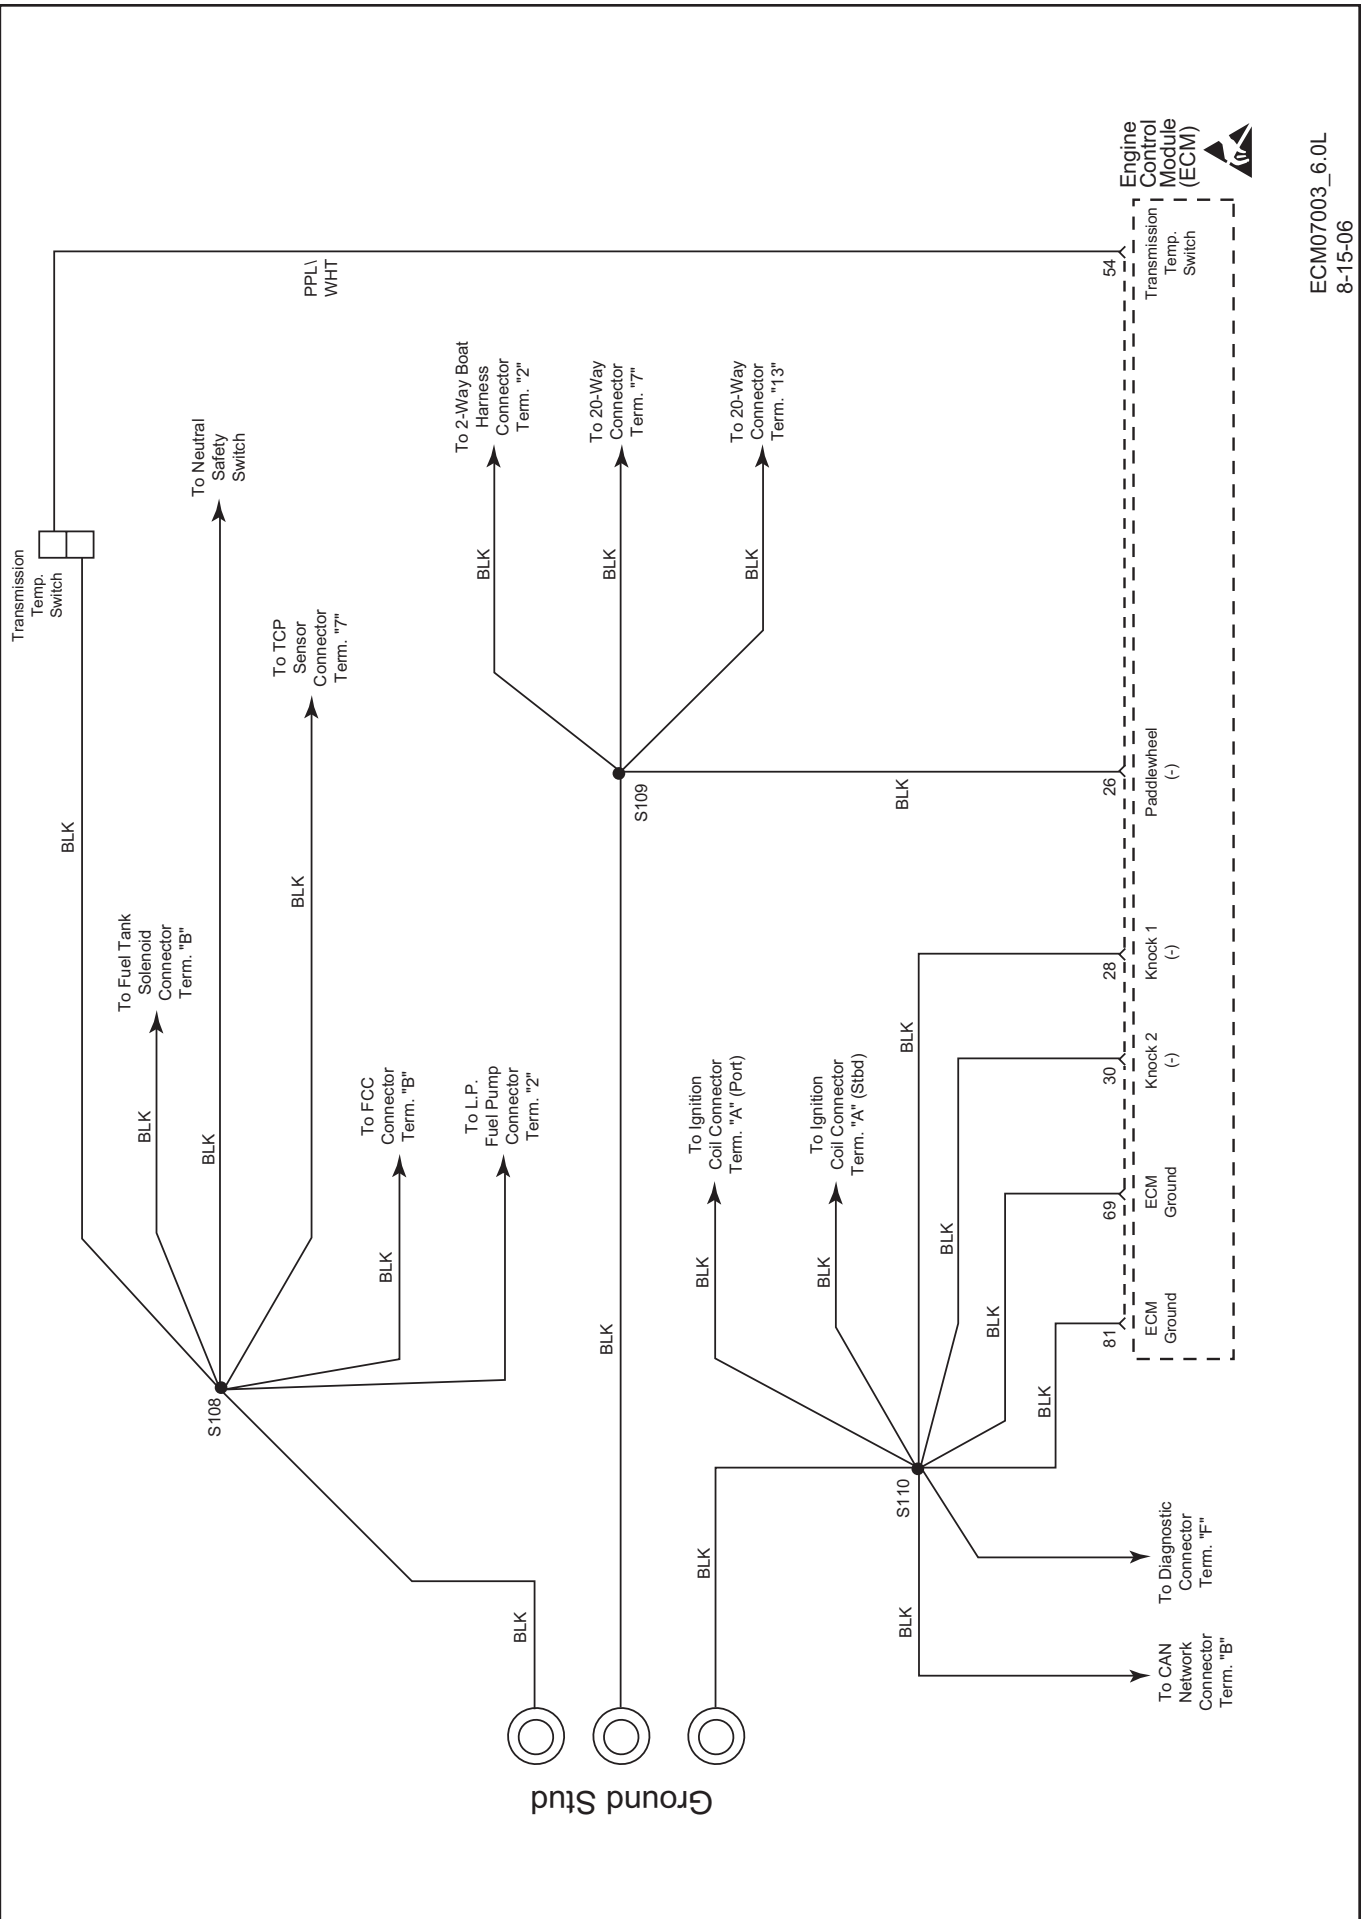 Transmission
Temp.
Switch
BLK
PPL\
WHT
To Neutral
Safety
Switch
BLK
To Fuel Tank
Solenoid
Connector
Term. "B"
BLK
To TCP
Sensor
Connector
Term. "7"
BLK
To FCC
Connector
Term. "B"
BLK
To L.P.
Fuel Pump
Connector
Term. "2"
S108
BLK
To 2-Way Boat
Harness
Connector
Term. "2"
BLK
To 20-Way
Connector
Term. "7"
BLK
To 20-Way
Connector
Term. "13"
BLK
S109
BLK
BLK
To Ignition
Coil Connector
Term. "A" (Port)
BLK
To Ignition
Coil Connector
Term. "A" (Stbd)
BLK
BLK
BLK
BLK
BLK
S110
BLK
BLK
To CAN
Network
Connector
Term. "B"
To Diagnostic
Connector
Term. "F"
Ground Stud
81
ECM
Ground
69
ECM
Ground
30
Knock 2
(-)
28
Knock 1
(-)
26
Paddlewheel
(-)
54
Transmission
Temp.
Switch
Engine
Control
Module
(ECM)
ECM07003_6.0L
8-15-06